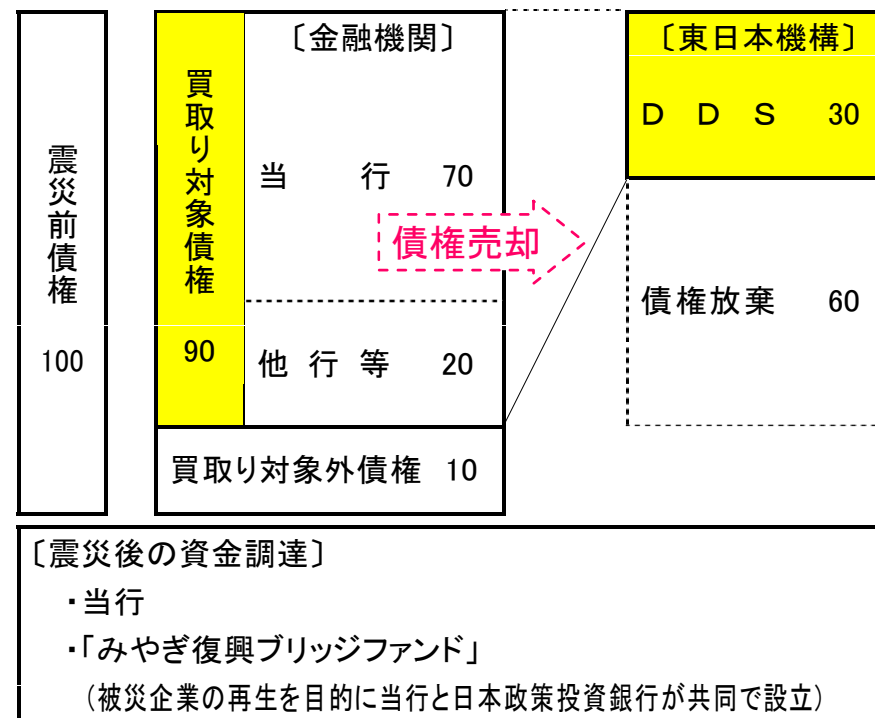 震災前債権
100
買取り対象債権
90
〔金融機関〕
当行 70
他行等 20
買取り対象外債権 10
債権売却
〔東日本機構〕
DDS 30
債権放棄 60
〔震災後の資金調達〕
・当行
・「みやぎ復興ブリッジファンド」
(被災企業の再生を目的に当行と日本政策投資銀行が共同で設立)